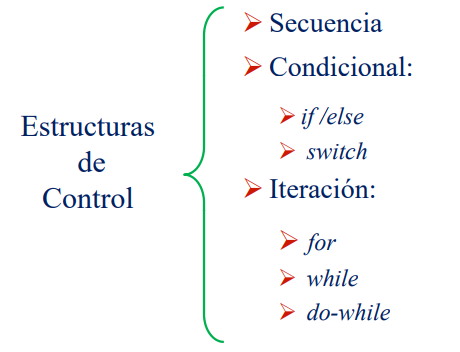 Estructuras
de
Control
Secuencia
Condicional:
if /else
switch
Iteración:
for
while
do-while